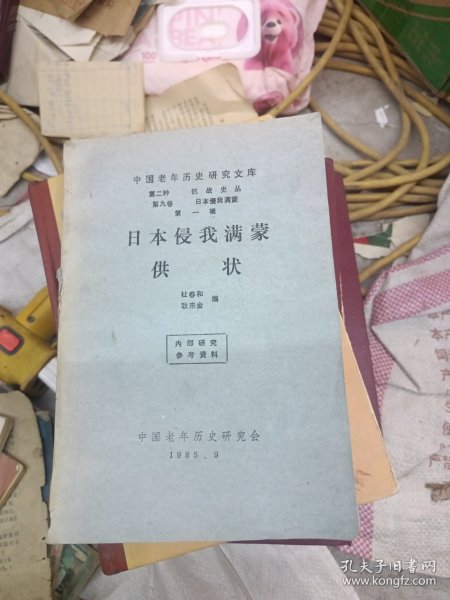 中国老年历史研究文库
第二种 抗战史丛
第九卷 日本侵我满蒙
第一辑
日本侵我满蒙
供状
杜春和
耿来金
编
内部研究
参考资料
中国老年历史研究会
1985.9
100
孔夫子旧书网
www.kongfz.com